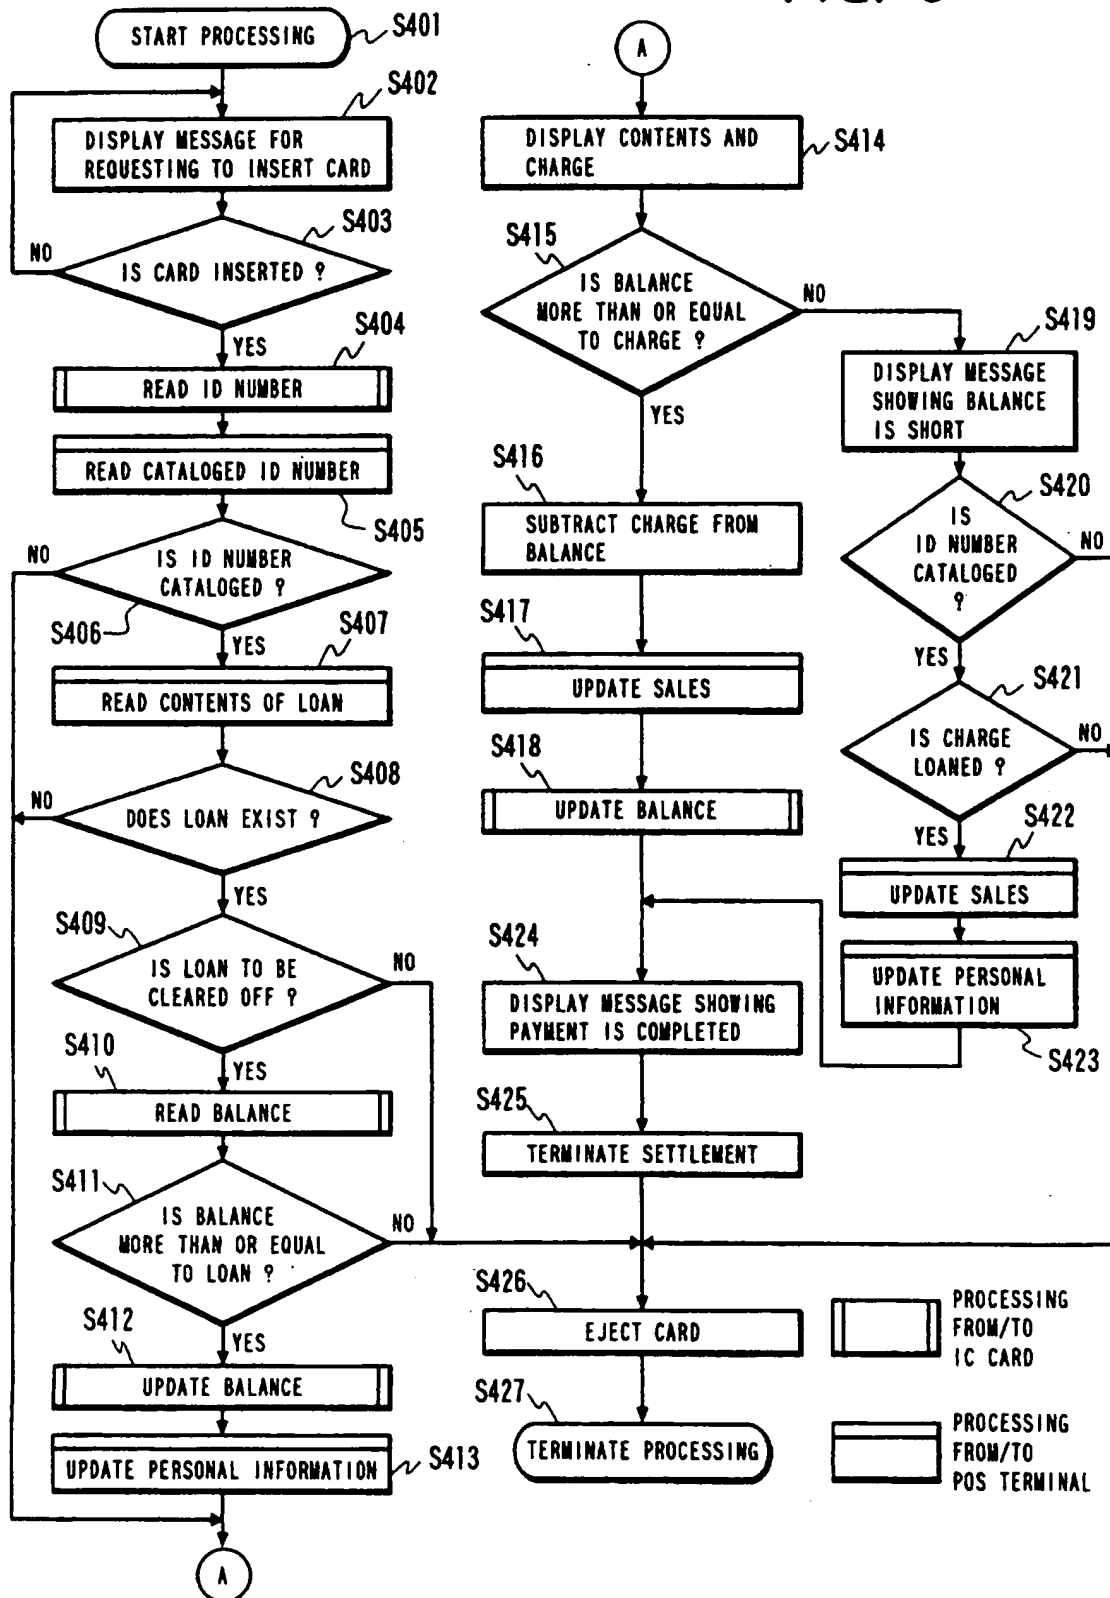 START PROCESSING
S401
S402
DISPLAY MESSAGE FOR
REQUESTING TO INSERT CARD
S403
NO
IS CARD INSERTED ?
YES
S404
READ ID NUMBER
READ CATALOGED ID NUMBER
S405
NO
IS ID NUMBER
CATALOGED ?
S406
YES
S407
READ CONTENTS OF LOAN
S408
NO
DOES LOAN EXIST ?
YES
S409
IS LOAN TO BE
CLEARED OFF ?
NO
S410
YES
READ BALANCE
S411
IS BALANCE
MORE THAN OR EQUAL
TO LOAN ?
NO
S412
YES
UPDATE BALANCE
UPDATE PERSONAL INFORMATION
S413
A
A
DISPLAY CONTENTS AND
CHARGE
S414
S415
IS BALANCE
MORE THAN OR EQUAL
TO CHARGE ?
NO
YES
S416
SUBTRACT CHARGE FROM
BALANCE
S417
UPDATE SALES
S418
UPDATE BALANCE
S424
DISPLAY MESSAGE SHOWING
PAYMENT IS COMPLETED
S425
TERMINATE SETTLEMENT
S426
EJECT CARD
S427
TERMINATE PROCESSING
S419
DISPLAY MESSAGE
SHOWING BALANCE
IS SHORT
S420
IS
ID NUMBER
CATALOGED
?
NO
YES
S421
IS CHARGE
LOANED ?
NO
YES
S422
UPDATE SALES
UPDATE PERSONAL
INFORMATION
S423
PROCESSING
FROM/TO
IC CARD
PROCESSING
FROM/TO
POS TERMINAL